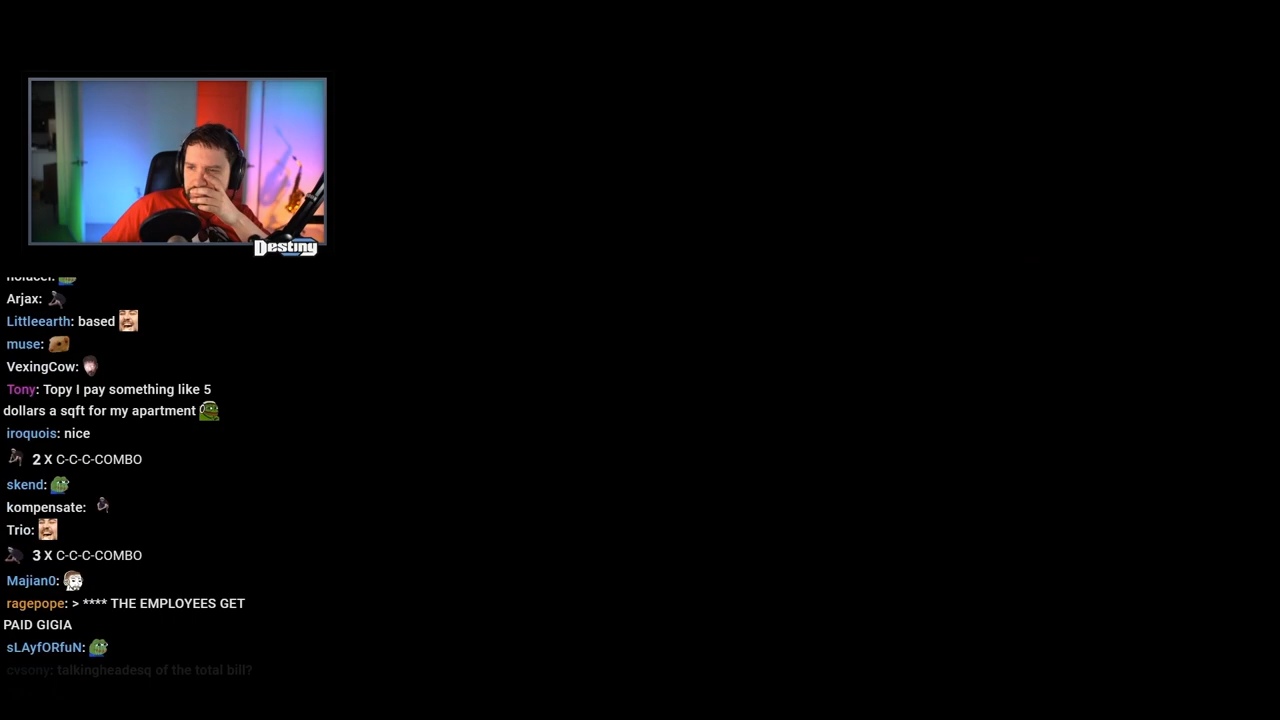 Destiny
Arjax:
Littleearth: based
muse:
VexingCow:
Tony: Topy I pay something like 5
dollars a sqft for my apartment
iroquois: nice
2 X C-C-C-COMBO
skend:
kompensate:
Trio:
3 X C-C-C-COMBO
Majian0:
ragepope: > **** THE EMPLOYEES GET
PAID GIGIA
sLAyfORfuN:
cvsony: talkingheadesq of the total bill?